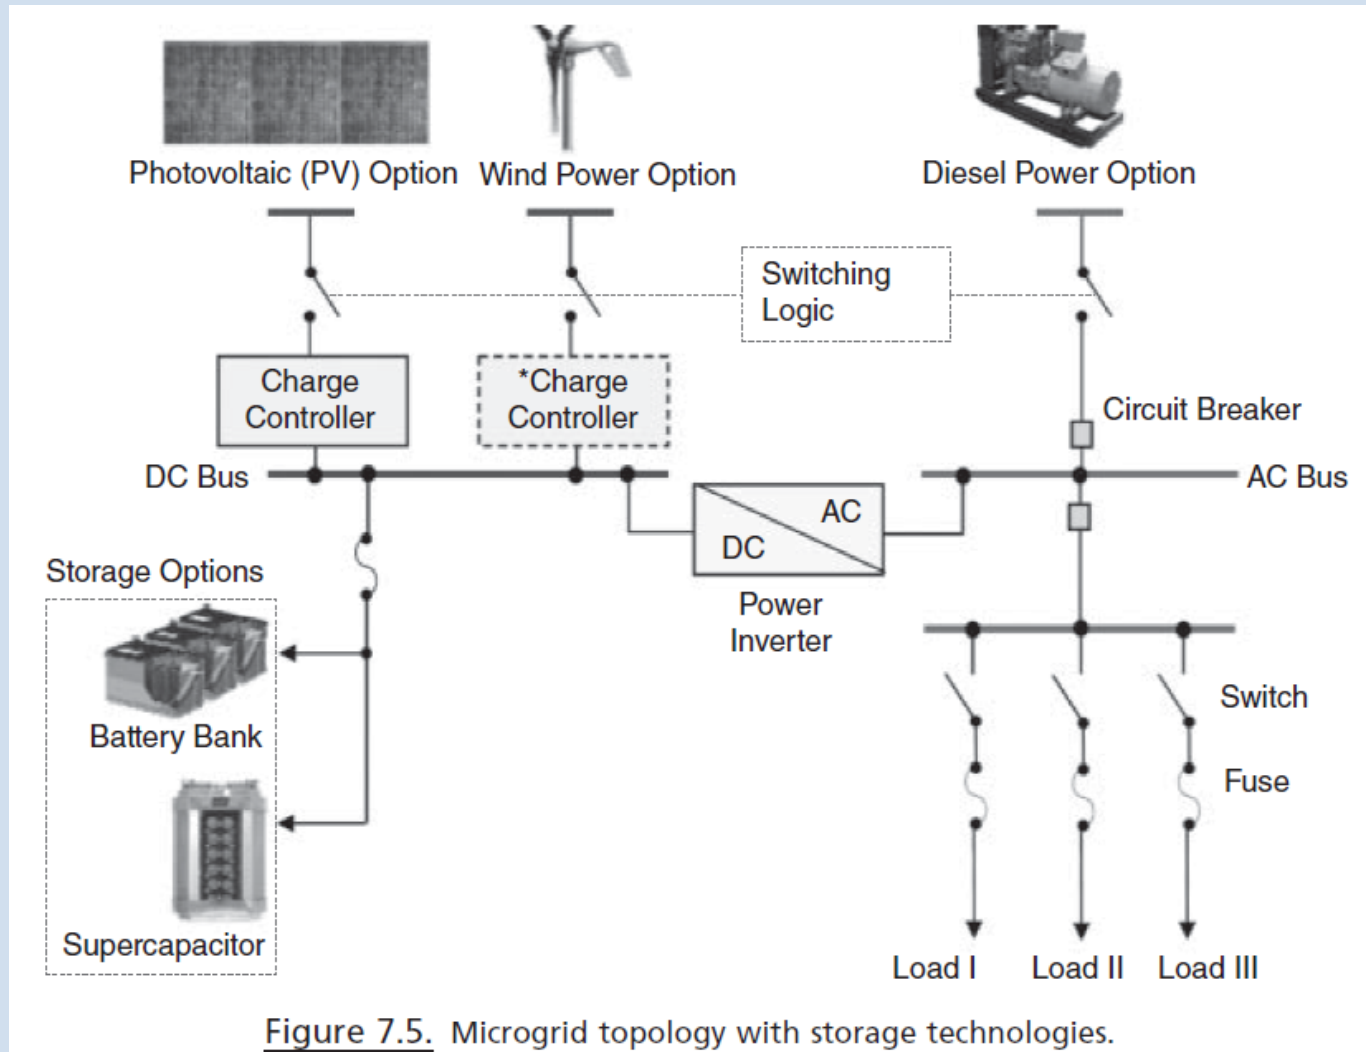 Photovoltaic (PV) Option
Wind Power Option
Diesel Power Option
Switching
Logic
Charge
Controller
*Charge
Controller
Circuit Breaker
DC Bus
AC Bus
AC
DC
Power
Inverter
Storage Options
Battery Bank
Supercapacitor
Switch
Fuse
Load I
Load II
Load III
Figure 7.5. Microgrid topology with storage technologies.